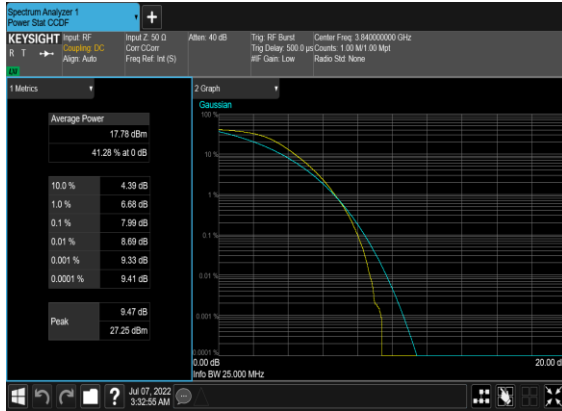 Spectrum Analyzer 1
Power Stat CCDF
+
KEYSIGHT
R T
LU
Input: RF
Coupling: DC
Align: Auto
Input Z: 50 Ω
Corr CCorr
Freq Ref: Int (S)
Atten: 40 dB
Trig: RF Burst
Trig Delay: 500.0 µs
#IF Gain: Low
Center Freq: 3.840000000 GHz
Counts: 1.00 M/1.00 Mpt
Radio Std: None
1 Metrics
Average Power
17.78 dBm
41.28 % at 0 dB
10.0 % 4.39 dB
1.0 % 6.68 dB
0.1 % 7.99 dB
0.01 % 8.69 dB
0.001 % 9.33 dB
0.0001 % 9.41 dB
Peak
9.47 dB
27.25 dBm
2 Graph
Gaussian
100 %
10 %
1 %
0.1 %
0.01 %
0.001 %
0.0001 %
0.00 dB
20.00 d
Info BW 25.000 MHz
?
Jul 07, 2022
3:32:55 AM